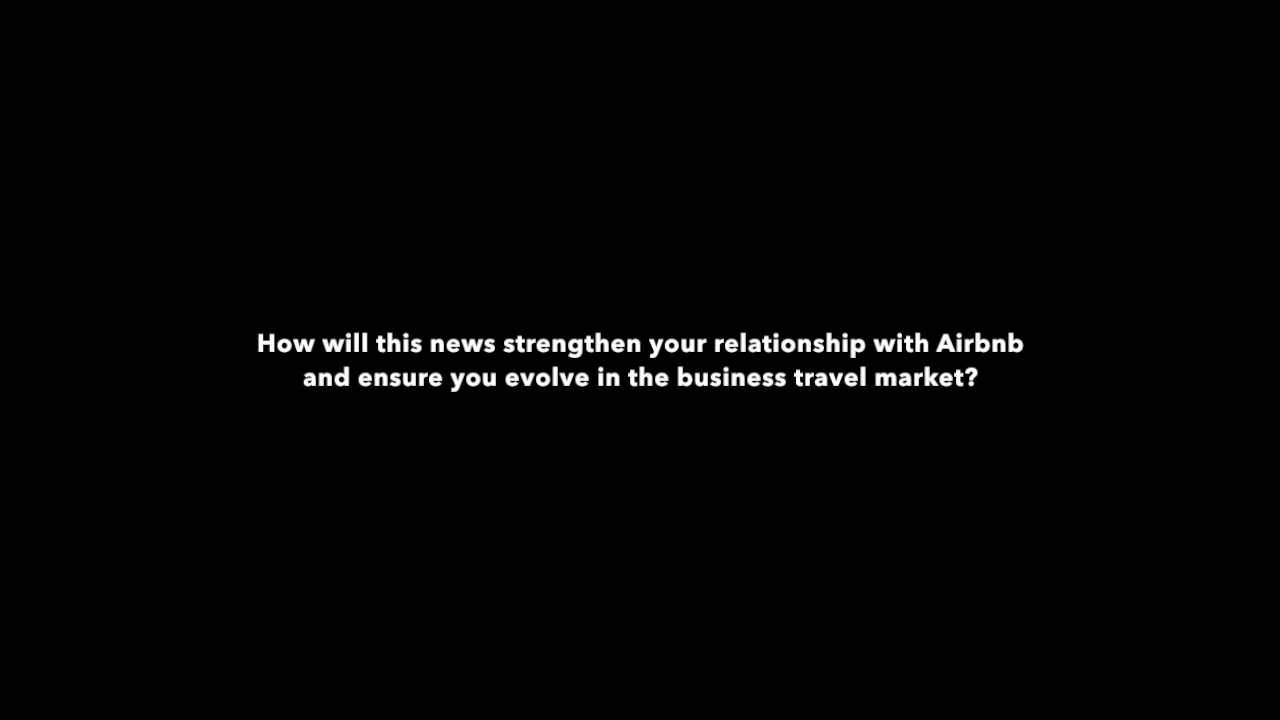 How will this news strengthen your relationship with Airbnb
and ensure you evolve in the business travel market?